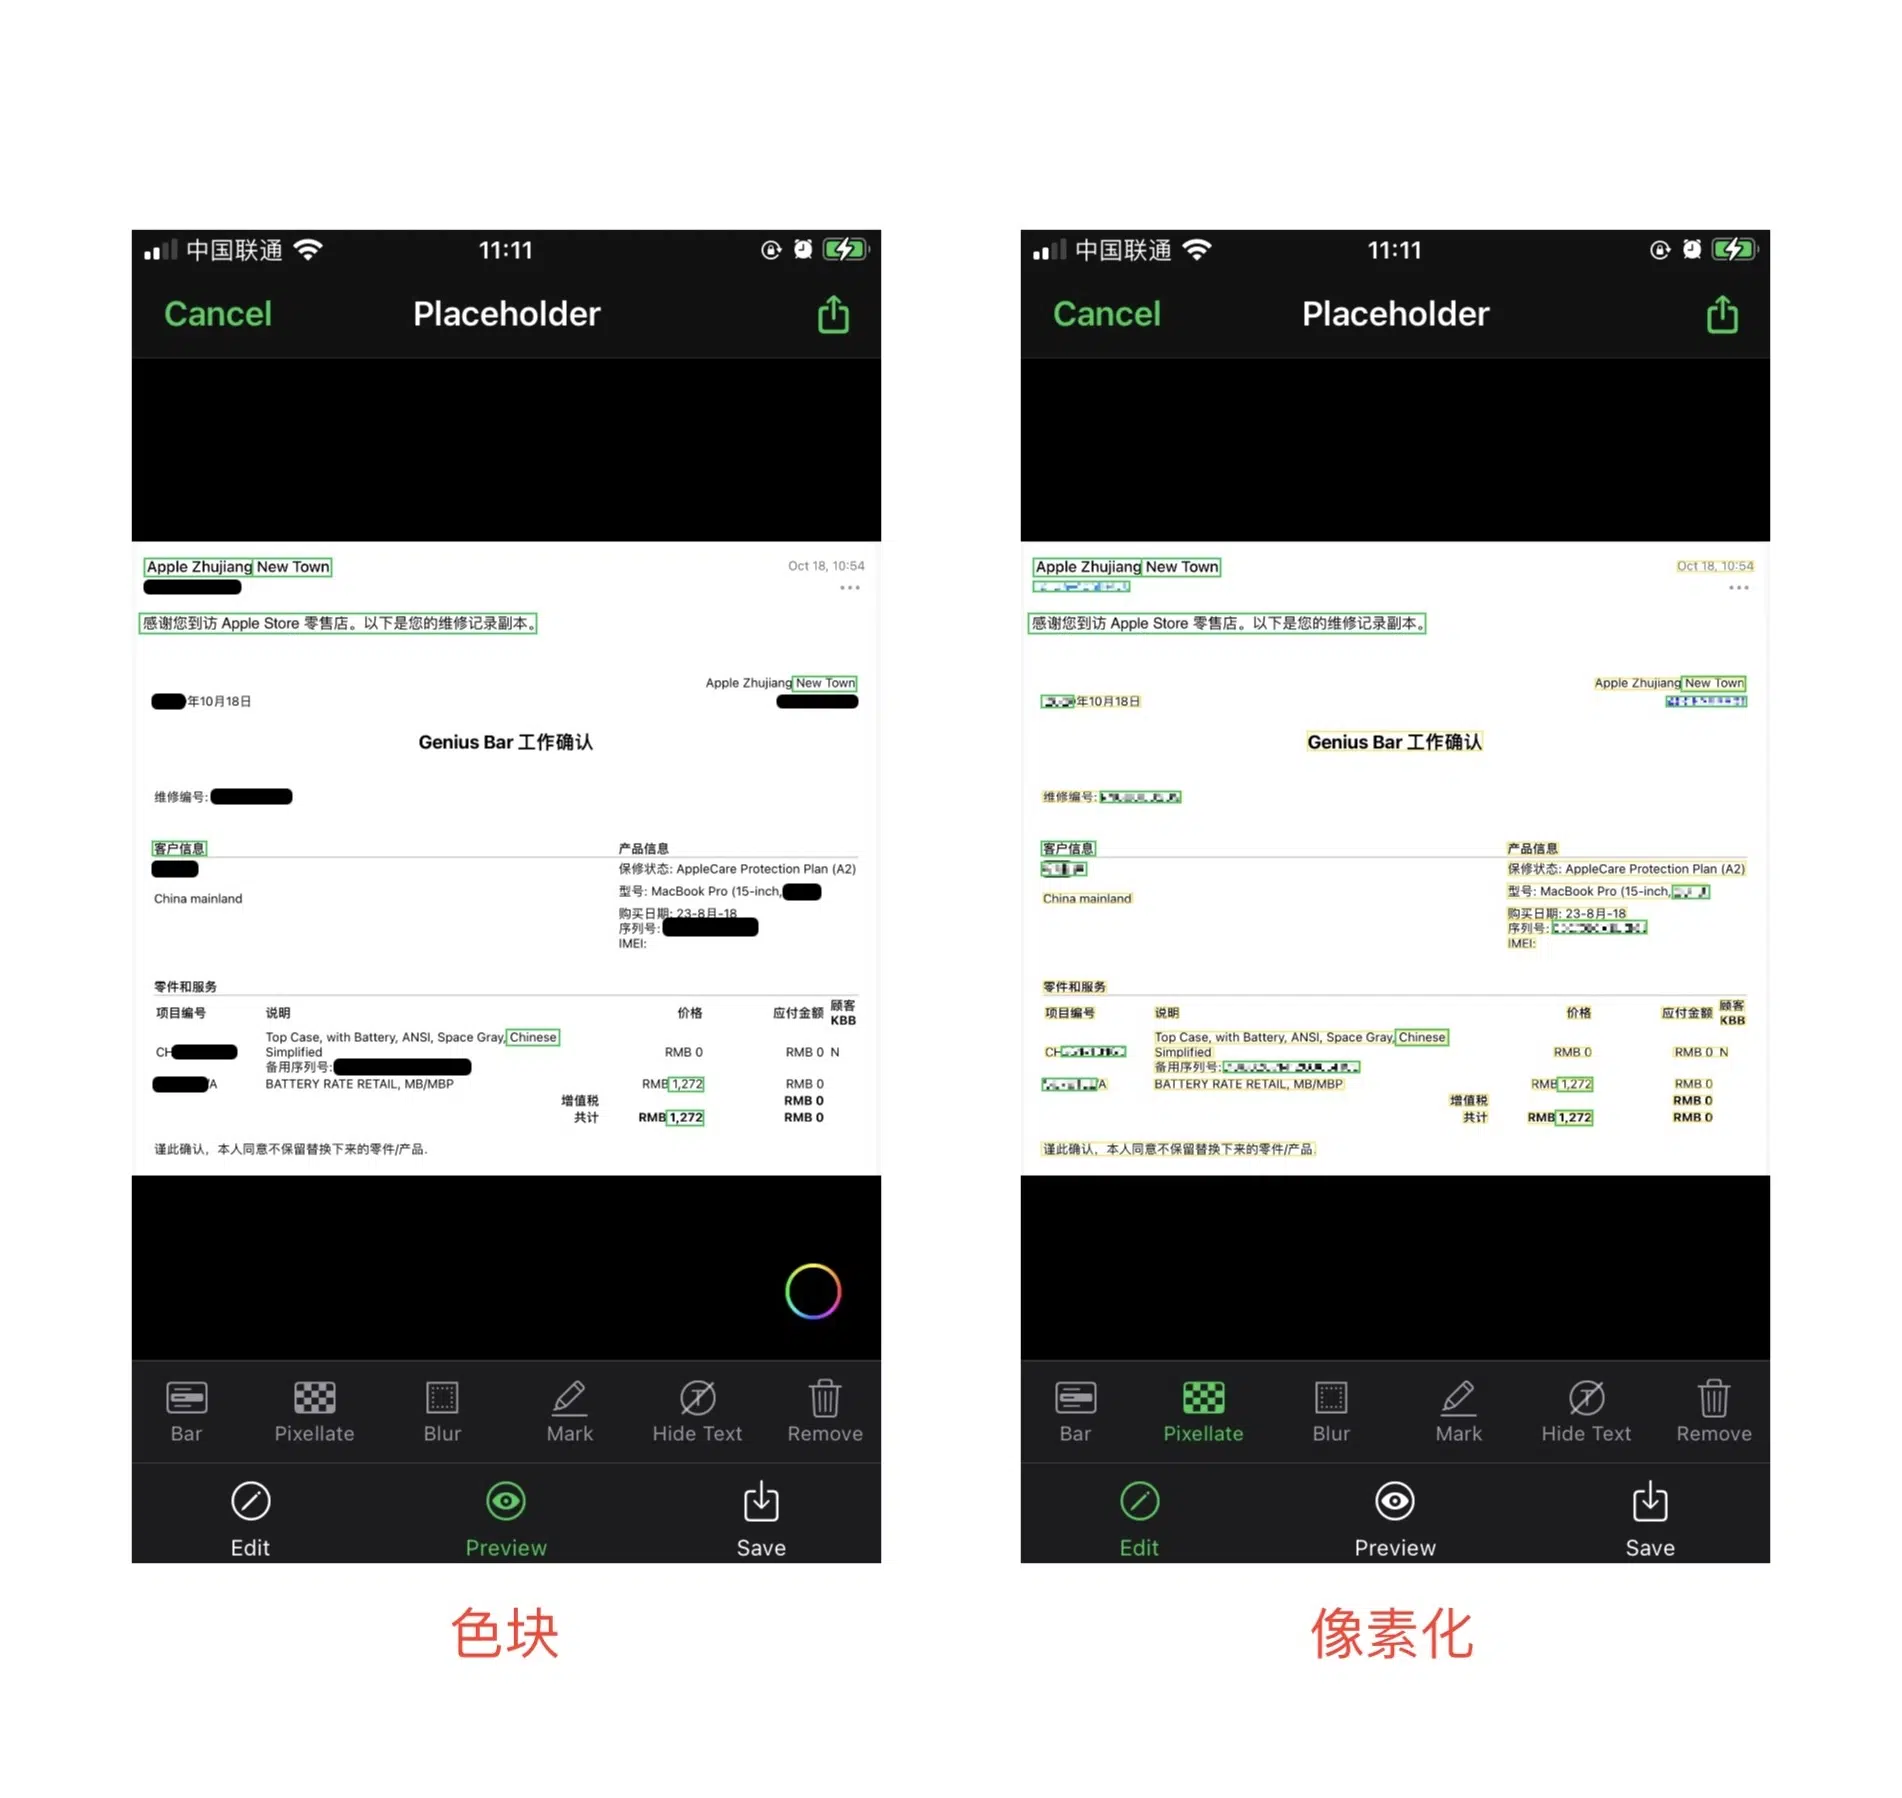 中国联通 11:11
Cancel Placeholder
Apple Zhujiang New Town Oct 18, 10:54
感谢您到访 Apple Store 零售店。以下是您的维修记录副本。
Apple Zhujiang New Town
年10月18日
Genius Bar 工作确认
维修编号:
客户信息 产品信息
保修状态: AppleCare Protection Plan (A2)
型号: MacBook Pro (15-inch,
China mainland
购买日期: 23-8月-18
序列号:
IMEI:
零件和服务
项目编号 说明 价格 应付金额 顾客
KBB
Top Case, with Battery, ANSI, Space Gray, Chinese
CH Simplified RMB 0 RMB 0 N
备用序列号:
/A BATTERY RATE RETAIL, MB/MBP RMB 1,272 RMB 0
增值税 RMB 0
共计 RMB 1,272 RMB 0
谨此确认，本人同意不保留替换下来的零件/产品.
Bar Pixellate Blur Mark Hide Text Remove
Edit Preview Save
色块
中国联通 11:11
Cancel Placeholder
Apple Zhujiang New Town Oct 18, 10:54
感谢您到访 Apple Store 零售店。以下是您的维修记录副本。
Apple Zhujiang New Town
年10月18日
Genius Bar 工作确认
维修编号:
客户信息 产品信息
保修状态: AppleCare Protection Plan (A2)
型号: MacBook Pro (15-inch,
China mainland
购买日期: 23-8月-18
序列号:
IMEI:
零件和服务
项目编号 说明 价格 应付金额 顾客
KBB
Top Case, with Battery, ANSI, Space Gray, Chinese
CH Simplified RMB 0 RMB 0 N
备用序列号:
/A BATTERY RATE RETAIL, MB/MBP RMB 1,272 RMB 0
增值税 RMB 0
共计 RMB 1,272 RMB 0
谨此确认，本人同意不保留替换下来的零件/产品.
Bar Pixellate Blur Mark Hide Text Remove
Edit Preview Save
像素化